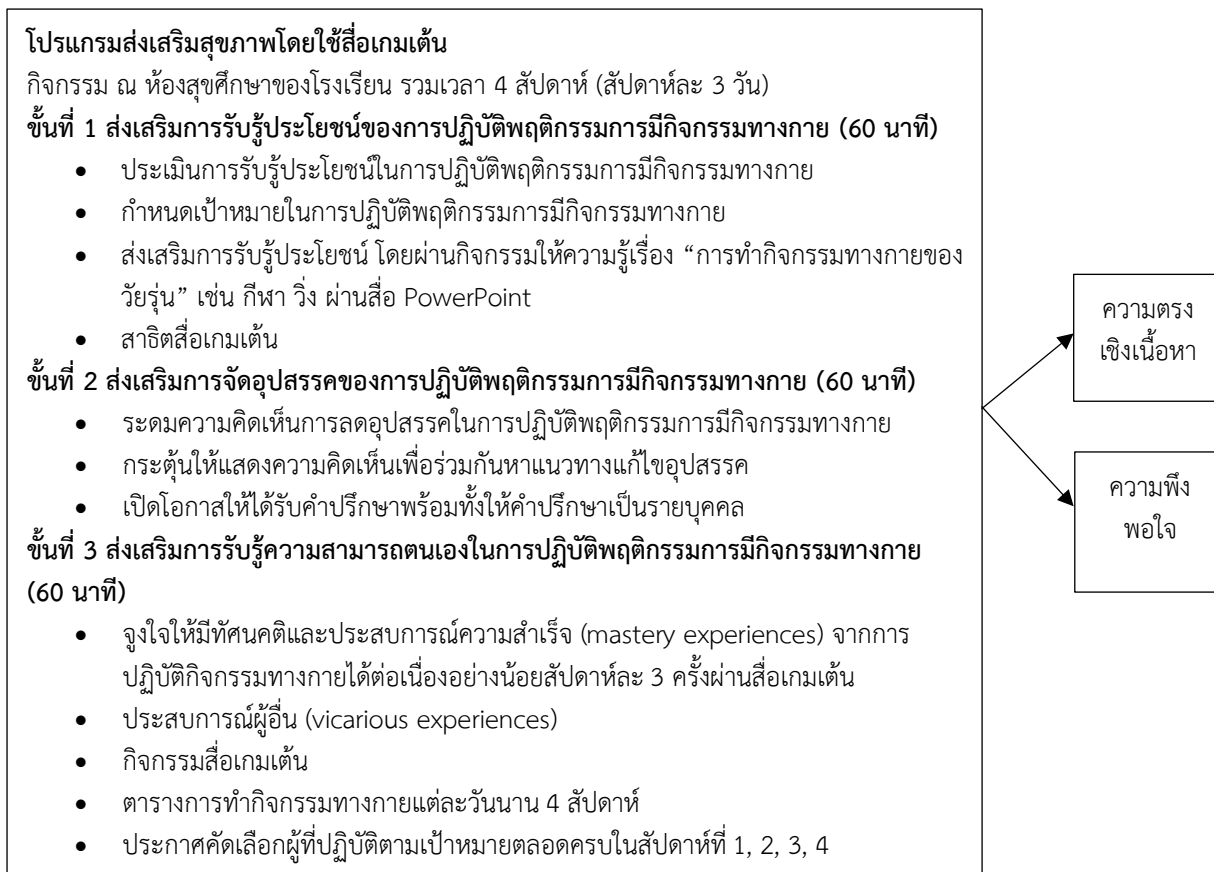 โปรแกรมส่งเสริมสุขภาพโดยใช้สื่อเกมเต้น
กิจกรรม ณ ห้องสุขศึกษาของโรงเรียน รวมเวลา 4 สัปดาห์ (สัปดาห์ละ 3 วัน)
ขั้นที่ 1 ส่งเสริมการรับรู้ประโยชน์ของการปฏิบัติพฤติกรรมการมีกิจกรรมทางกาย (60 นาที)
• ประเมินการรับรู้ประโยชน์ในการปฏิบัติพฤติกรรมการมีกิจกรรมทางกาย
• กำหนดเป้าหมายในการปฏิบัติพฤติกรรมการมีกิจกรรมทางกาย
• ส่งเสริมการรับรู้ประโยชน์ โดยผ่านกิจกรรมให้ความรู้เรื่อง “การทำกิจกรรมทางกายของ
วัยรุ่น” เช่น กีฬา วิ่ง ผ่านสื่อ PowerPoint
• สาธิตสื่อเกมเต้น
ขั้นที่ 2 ส่งเสริมการจัดอุปสรรคของการปฏิบัติพฤติกรรมการมีกิจกรรมทางกาย (60 นาที)
• ระดมความคิดเห็นการลดอุปสรรคในการปฏิบัติพฤติกรรมการมีกิจกรรมทางกาย
• กระตุ้นให้แสดงความคิดเห็นเพื่อร่วมกันหาแนวทางแก้ไขอุปสรรค
• เปิดโอกาสให้ได้รับคำปรึกษาพร้อมทั้งให้คำปรึกษาเป็นรายบุคคล
ขั้นที่ 3 ส่งเสริมการรับรู้ความสามารถตนเองในการปฏิบัติพฤติกรรมการมีกิจกรรมทางกาย
(60 นาที)
• จูงใจให้มีทัศนคติและประสบการณ์ความสำเร็จ (mastery experiences) จากการ
ปฏิบัติกิจกรรมทางกายได้ต่อเนื่องอย่างน้อยสัปดาห์ละ 3 ครั้งผ่านสื่อเกมเต้น
• ประสบการณ์ผู้อื่น (vicarious experiences)
• กิจกรรมสื่อเกมเต้น
• ตารางการทำกิจกรรมทางกายแต่ละวันนาน 4 สัปดาห์
• ประกาศคัดเลือกผู้ที่ปฏิบัติตามเป้าหมายตลอดครบในสัปดาห์ที่ 1, 2, 3, 4
ความตรง
เชิงเนื้อหา
ความพึง
พอใจ